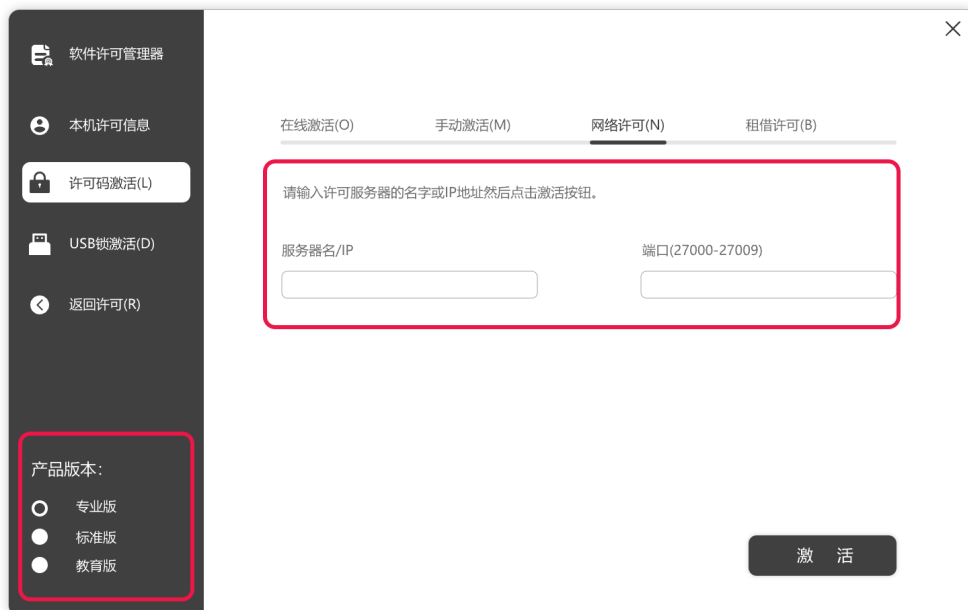 软件许可管理器
本机许可信息
许可码激活(L)
USB锁激活(D)
返回许可(R)
产品版本:
专业版
标准版
教育版
在线激活(O) 手动激活(M) 网络许可(N) 租借许可(B)
请输入许可服务器的名字或IP地址然后点击激活按钮。
服务器名/IP 端口(27000-27009)
激 活